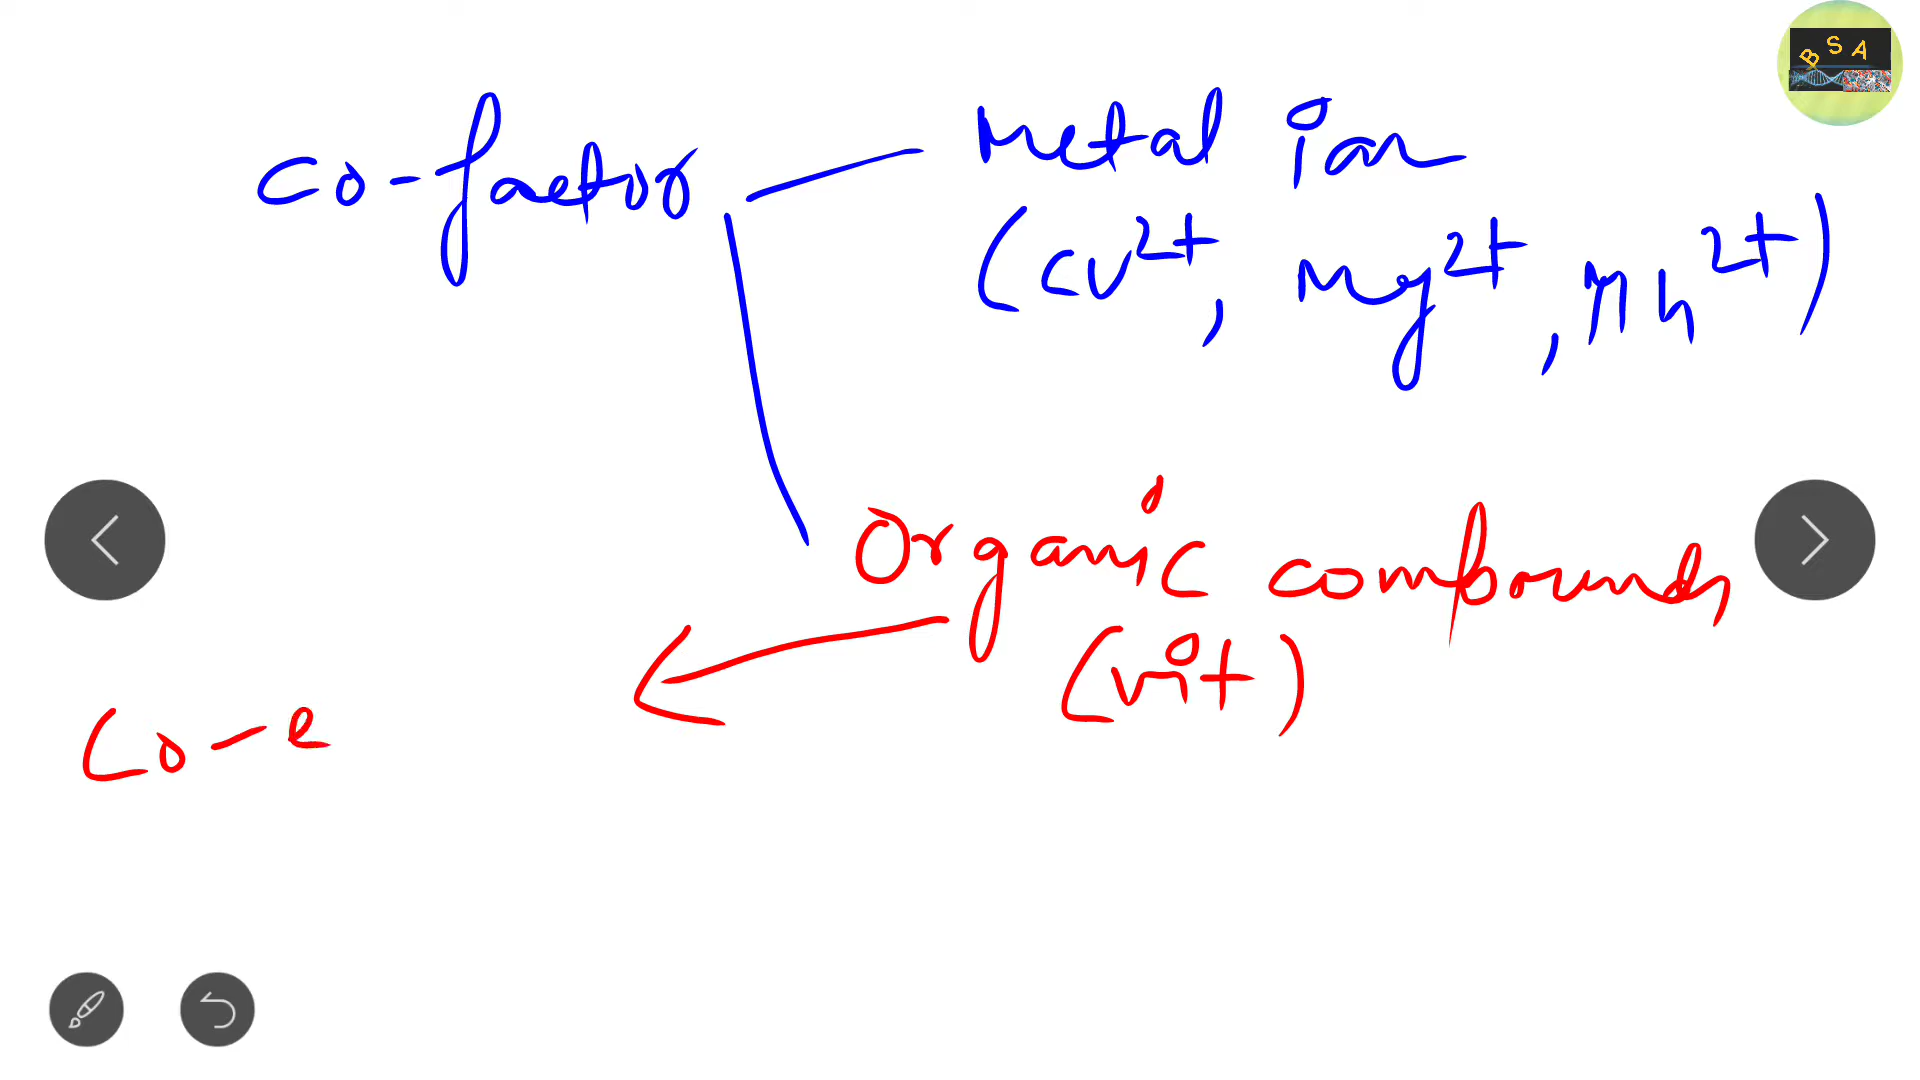 BSA
Co-factor
Metal ion
(Cu²⁺, Mg²⁺, Mn²⁺)
Organic compounds
(vit)
Co-e